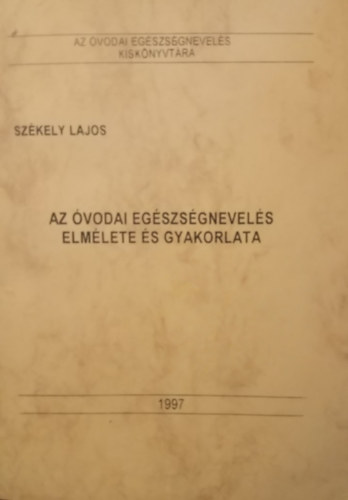 AZ ÓVODAI EGÉSZSÉGNEVELÉS
KISKÖNYVTÁRA
SZÉKELY LAJOS
AZ ÓVODAI EGÉSZSÉGNEVELÉS
ELMÉLETE ÉS GYAKORLATA
1997